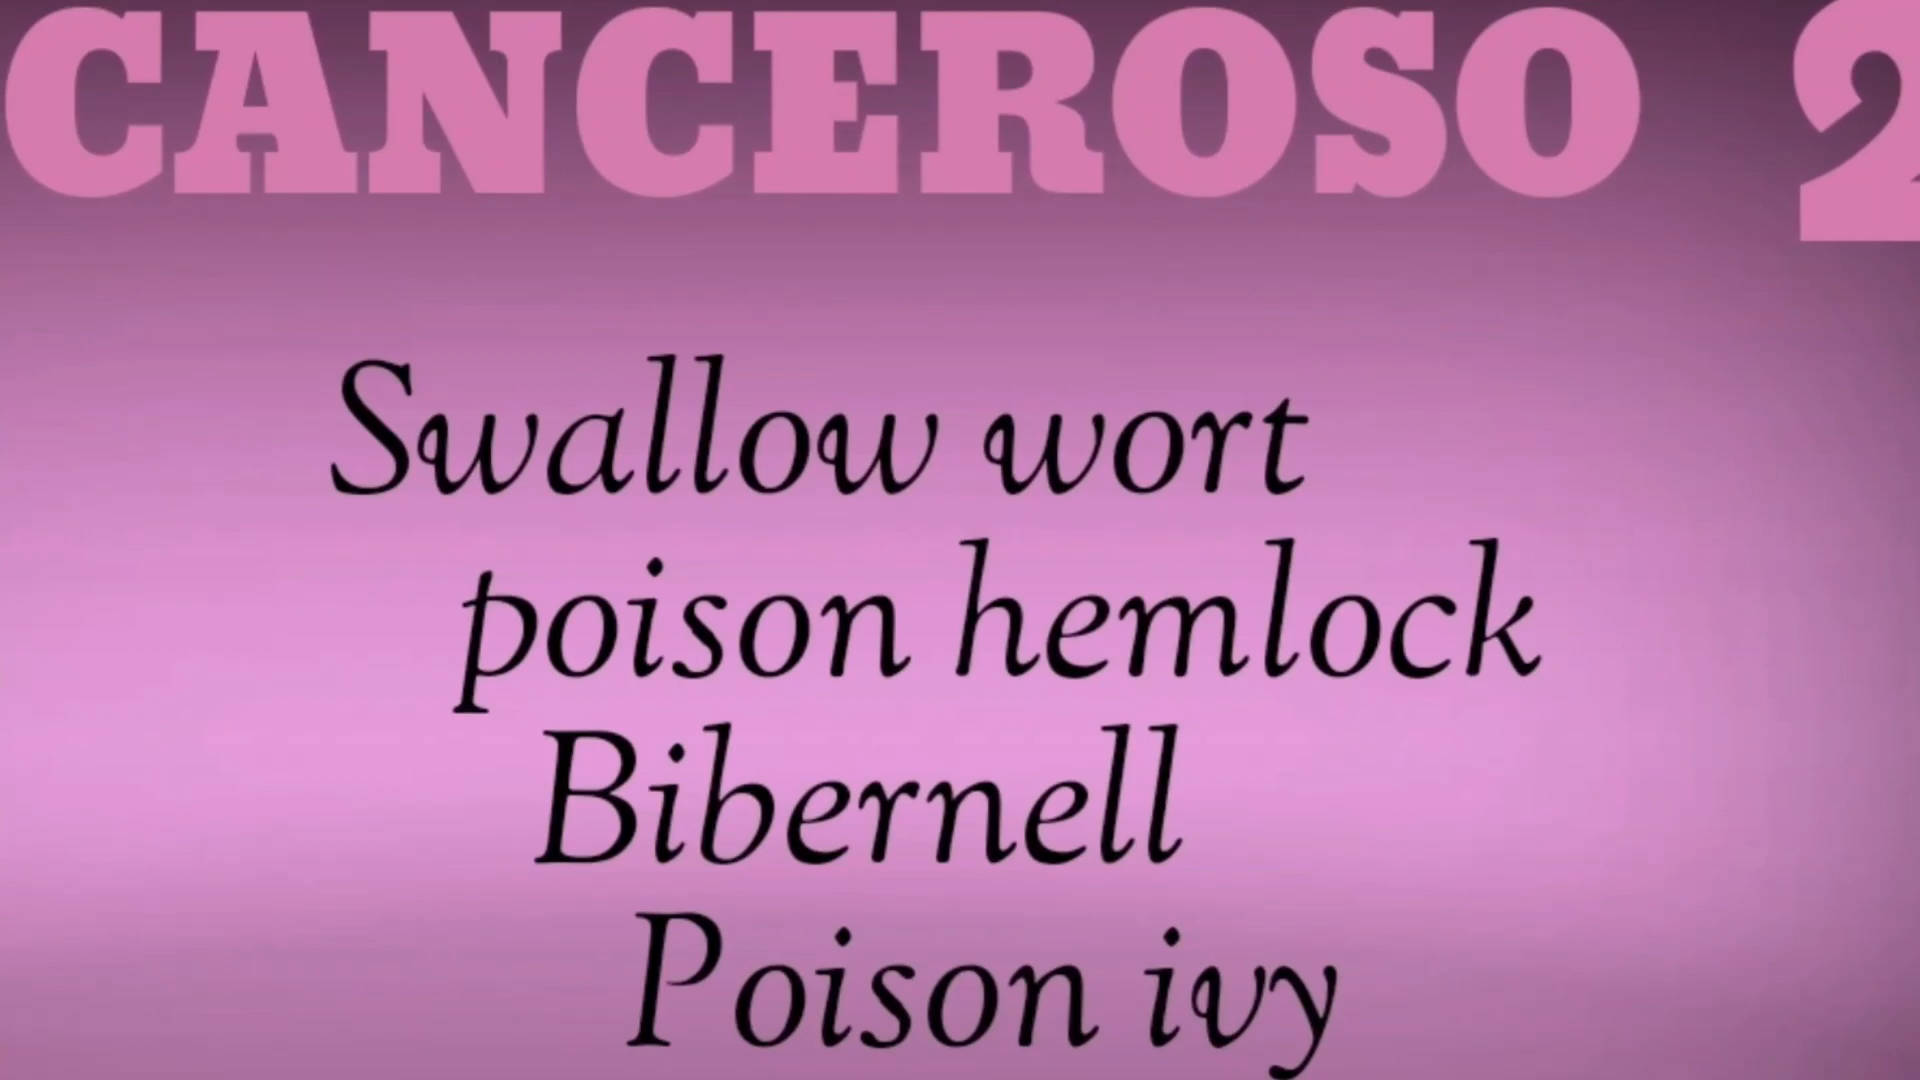 CANCEROSO 2
Swallow wort
poison hemlock
Bibernell
Poison ivy